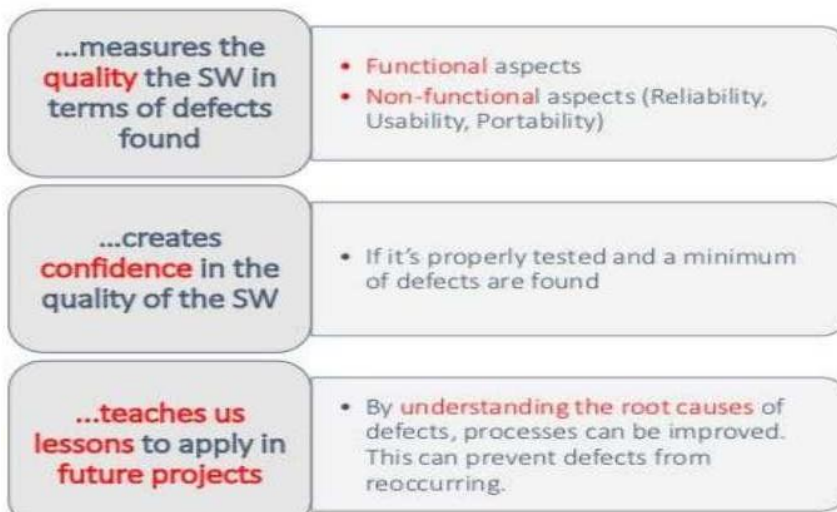 ...measures the
quality the SW in
terms of defects
found
• Functional aspects
• Non-functional aspects (Reliability,
Usability, Portability)
...creates
confidence in the
quality of the SW
• If it's properly tested and a minimum
of defects are found
...teaches us
lessons to apply in
future projects
• By understanding the root causes of
defects, processes can be improved.
This can prevent defects from
reoccurring.